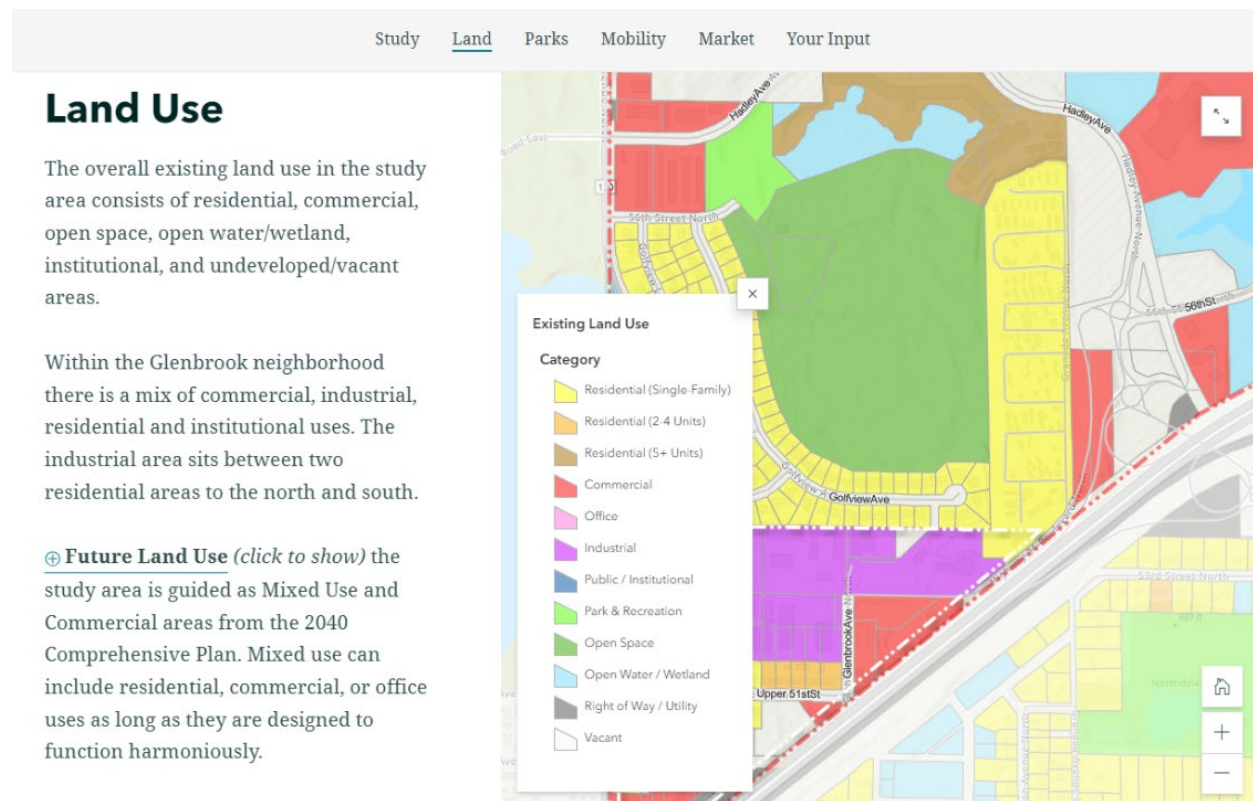 Study Land Parks Mobility Market Your Input
Land Use
The overall existing land use in the study
area consists of residential, commercial,
open space, open water/wetland,
institutional, and undeveloped/vacant
areas.
Within the Glenbrook neighborhood
there is a mix of commercial, industrial,
residential and institutional uses. The
industrial area sits between two
residential areas to the north and south.
Future Land Use (click to show) the
study area is guided as Mixed Use and
Commercial areas from the 2040
Comprehensive Plan. Mixed use can
include residential, commercial, or office
uses as long as they are designed to
function harmoniously.
HadleyAve
HadleyAve
Road East
Hadley Avenue North
56th Street North
56thSt
Existing Land Use
Category
Residential (Single-Family)
Residential (2-4 Units)
Residential (5+ Units)
Commercial
Office
Industrial
Public / Institutional
Park & Recreation
Open Space
Open Water / Wetland
Right of Way / Utility
Vacant
GolfviewAve
GlenbrookAve
Upper 51stSt
53rd Street North